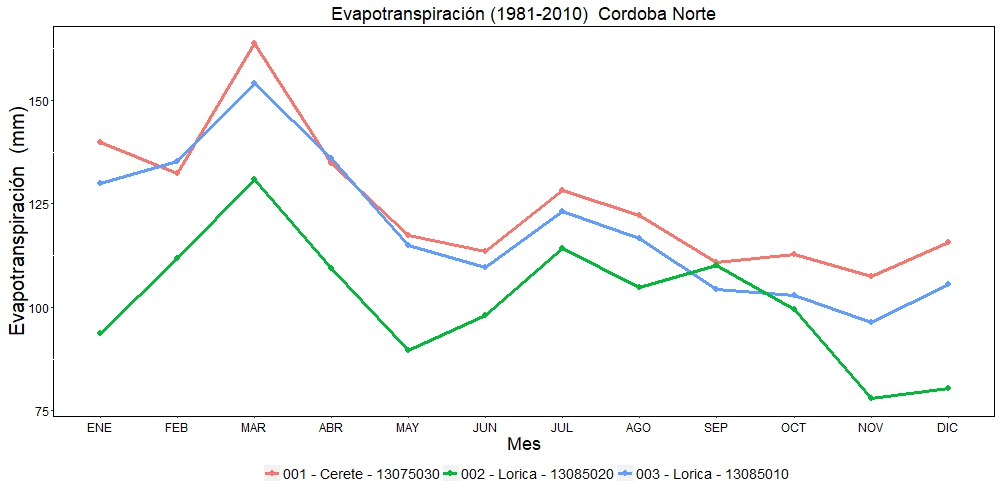 Evapotranspiración (1981-2010)  Cordoba Norte
Evapotranspiración  (mm)
150
125
100
75
ENE FEB MAR ABR MAY JUN JUL AGO SEP OCT NOV DIC
Mes
001 - Cerete - 13075030 002 - Lorica - 13085020 003 - Lorica - 13085010